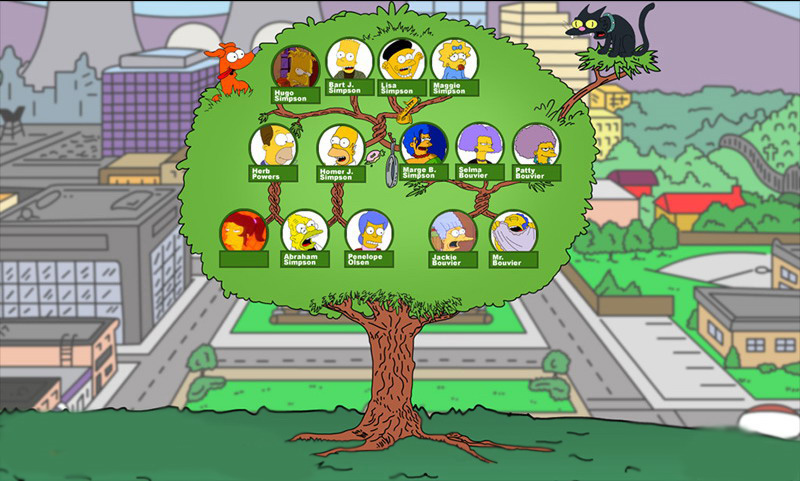 Hugo
Simpson
Bart J.
Simpson
Lisa
Simpson
Maggie
Simpson
Herb
Powers
Homer J.
Simpson
Marge B.
Simpson
Selma
Bouvier
Patty
Bouvier
Abraham
Simpson
Penelope
Olsen
Jackie
Bouvier
Mr.
Bouvier